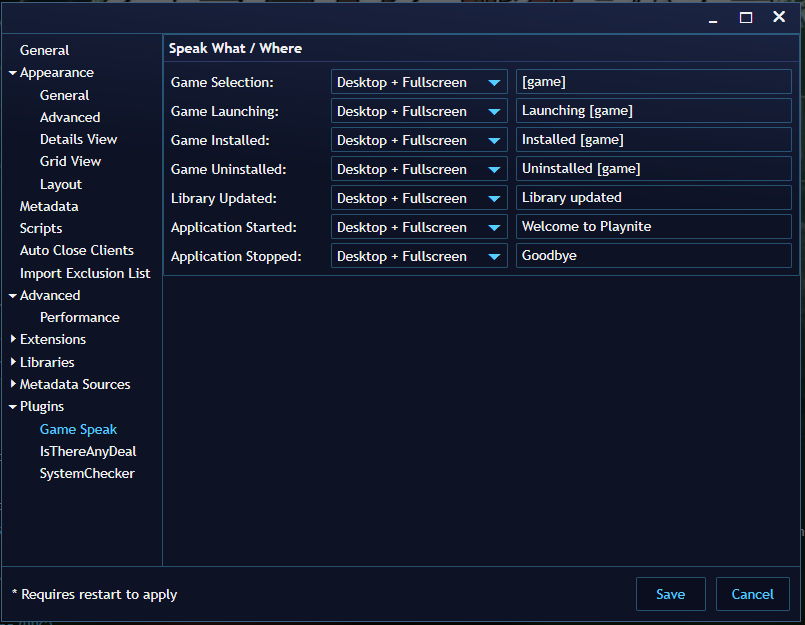 General
Appearance
General
Advanced
Details View
Grid View
Layout
Metadata
Scripts
Auto Close Clients
Import Exclusion List
Advanced
Performance
Extensions
Libraries
Metadata Sources
Plugins
Game Speak
IsThereAnyDeal
SystemChecker
Speak What / Where
Game Selection: Desktop + Fullscreen [game]
Game Launching: Desktop + Fullscreen Launching [game]
Game Installed: Desktop + Fullscreen Installed [game]
Game Uninstalled: Desktop + Fullscreen Uninstalled [game]
Library Updated: Desktop + Fullscreen Library updated
Application Started: Desktop + Fullscreen Welcome to Playnite
Application Stopped: Desktop + Fullscreen Goodbye
* Requires restart to apply Save Cancel